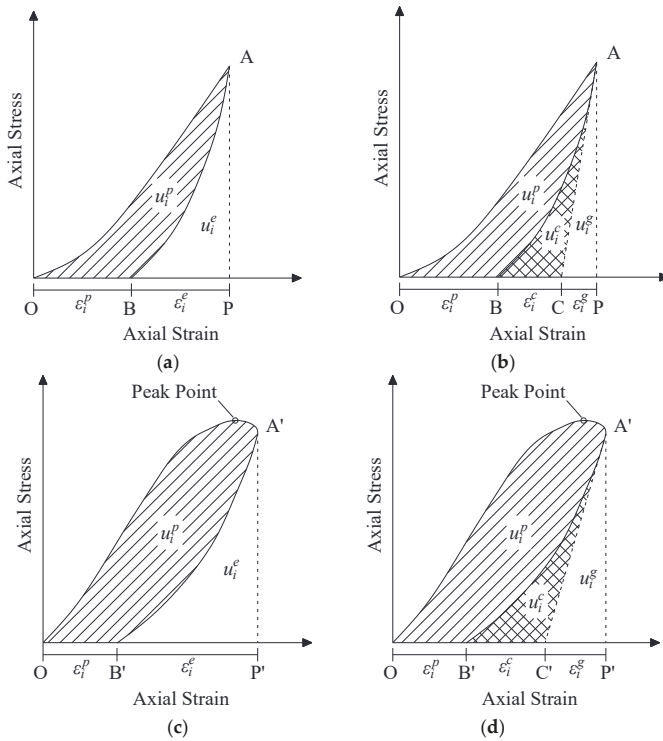 Axial Stress
A
u_i^p
u_i^e
O ε_i^p B ε_i^e P
Axial Strain
(a)
Axial Stress
A
u_i^p
u_i^c
u_i^g
O ε_i^p B ε_i^c C ε_i^g P
Axial Strain
(b)
Peak Point
Axial Stress
A'
u_i^p
u_i^e
O ε_i^p B' ε_i^e P'
Axial Strain
(c)
Peak Point
Axial Stress
A'
u_i^p
u_i^c
u_i^g
O ε_i^p B' ε_i^c C' ε_i^g P'
Axial Strain
(d)